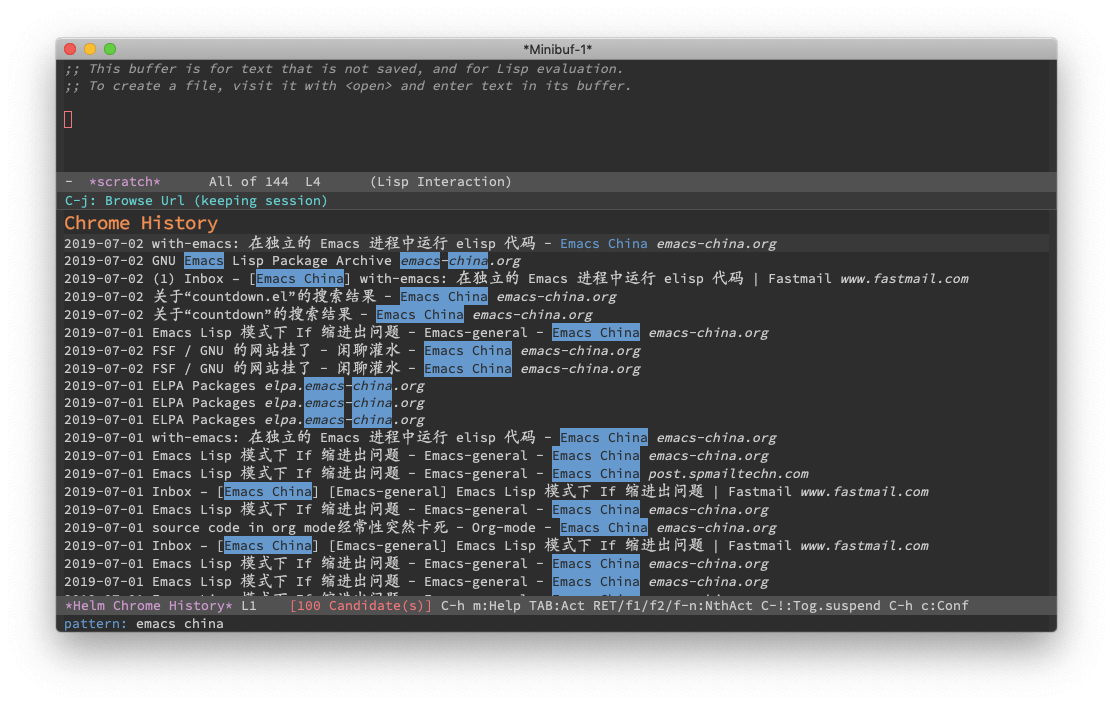 *Minibuf-1*
;; This buffer is for text that is not saved, and for Lisp evaluation.
;; To create a file, visit it with <open> and enter text in its buffer.
-  *scratch*      All of 144  L4      (Lisp Interaction)
C-j: Browse Url (keeping session)
Chrome History
2019-07-02 with-emacs: 在独立的 Emacs 进程中运行 elisp 代码 - Emacs China emacs-china.org
2019-07-02 GNU Emacs Lisp Package Archive emacs-china.org
2019-07-02 (1) Inbox – [Emacs China] with-emacs: 在独立的 Emacs 进程中运行 elisp 代码 | Fastmail www.fastmail.com
2019-07-02 关于“countdown.el”的搜索结果 - Emacs China emacs-china.org
2019-07-02 关于“countdown”的搜索结果 - Emacs China emacs-china.org
2019-07-01 Emacs Lisp 模式下 If 缩进出问题 - Emacs-general - Emacs China emacs-china.org
2019-07-02 FSF / GNU 的网站挂了 - 闲聊灌水 - Emacs China emacs-china.org
2019-07-02 FSF / GNU 的网站挂了 - 闲聊灌水 - Emacs China emacs-china.org
2019-07-01 ELPA Packages elpa.emacs-china.org
2019-07-01 ELPA Packages elpa.emacs-china.org
2019-07-01 ELPA Packages elpa.emacs-china.org
2019-07-01 with-emacs: 在独立的 Emacs 进程中运行 elisp 代码 - Emacs China emacs-china.org
2019-07-01 Emacs Lisp 模式下 If 缩进出问题 - Emacs-general - Emacs China emacs-china.org
2019-07-01 Emacs Lisp 模式下 If 缩进出问题 - Emacs-general - Emacs China post.spmailtechn.com
2019-07-01 Inbox – [Emacs China] [Emacs-general] Emacs Lisp 模式下 If 缩进出问题 | Fastmail www.fastmail.com
2019-07-01 Emacs Lisp 模式下 If 缩进出问题 - Emacs-general - Emacs China emacs-china.org
2019-07-01 source code in org mode经常性突然卡死 - Org-mode - Emacs China emacs-china.org
2019-07-01 Inbox – [Emacs China] [Emacs-general] Emacs Lisp 模式下 If 缩进出问题 | Fastmail www.fastmail.com
2019-07-01 Emacs Lisp 模式下 If 缩进出问题 - Emacs-general - Emacs China emacs-china.org
2019-07-01 Emacs Lisp 模式下 If 缩进出问题 - Emacs-general - Emacs China emacs-china.org
*Helm Chrome History* L1    [100 Candidate(s)] C-h m:Help TAB:Act RET/f1/f2/f-n:NthAct C-!:Tog.suspend C-h c:Conf
pattern: emacs china